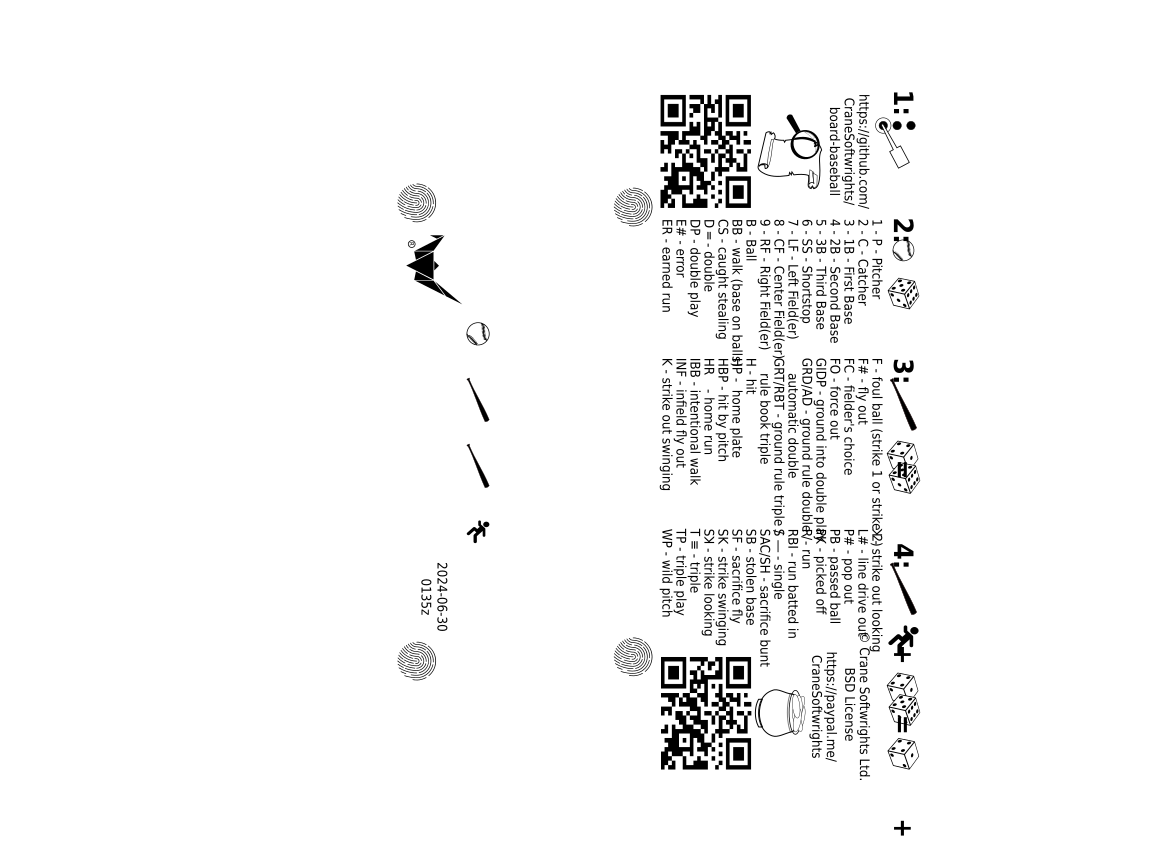 1:
https://github.com/
CraneSoftwrights/
board-baseball
2:
1 - P - Pitcher
2 - C - Catcher
3 - 1B - First Base
4 - 2B - Second Base
5 - 3B - Third Base
6 - SS - Shortstop
7 - LF - Left Field(er)
8 - CF - Center Field(er)
9 - RF - Right Field(er)
B - Ball
BB - walk (base on balls)
CS - caught stealing
D = - double
DP - double play
E# - error
ER - earned run
3:
=
F - foul ball (strike 1 or strike 2)
F# - fly out
FC - fielder's choice
FO - force out
GIDP - ground into double play
GRD/AD - ground rule double/
automatic double
GRT/RBT - ground rule triple /
rule book triple
H - hit
HP - home plate
HBP - hit by pitch
HR - home run
IBB - intentional walk
INF - infield fly out
K - strike out swinging
4:
+
=
+
strike out looking
L# - line drive out
P# - pop out
PB - passed ball
PK - picked off
R - run
RBI - run batted in
S — - single
SAC/SH - sacrifice bunt
SB - stolen base
SF - sacrifice fly
SK - strike swinging
Sꓘ - strike looking
T ≡ - triple
TP - triple play
WP - wild pitch
© Crane Softwrights Ltd.
BSD License
https://paypal.me/
CraneSoftwrights
®
2024-06-30
0135z